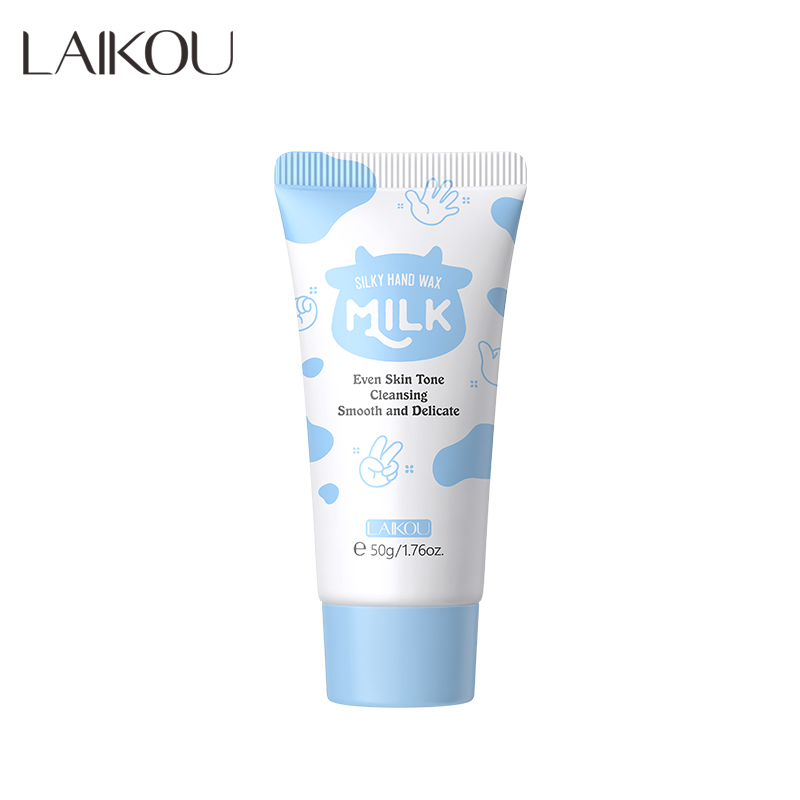 LAIKOU
SILKY HAND WAX
MILK
Even Skin Tone
Cleansing
Smooth and Delicate
LAIKOU
℮ 50g/1.76oz.